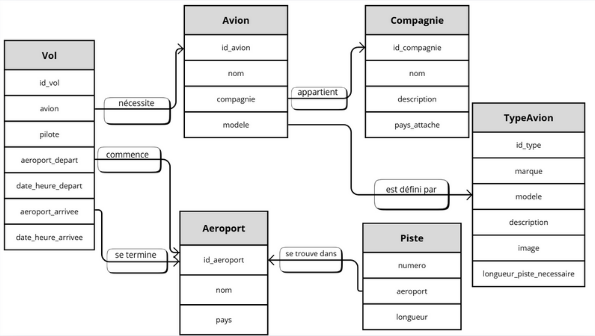 Vol
id_vol
avion
pilote
aeroport_depart
date_heure_depart
aeroport_arrivee
date_heure_arrivee
nécessite
commence
se termine
Avion
id_avion
nom
compagnie
modele
appartient
Compagnie
id_compagnie
nom
description
pays_attache
est défini par
TypeAvion
id_type
marque
modele
description
image
longueur_piste_necessaire
Aeroport
id_aeroport
nom
pays
se trouve dans
Piste
numero
aeroport
longueur